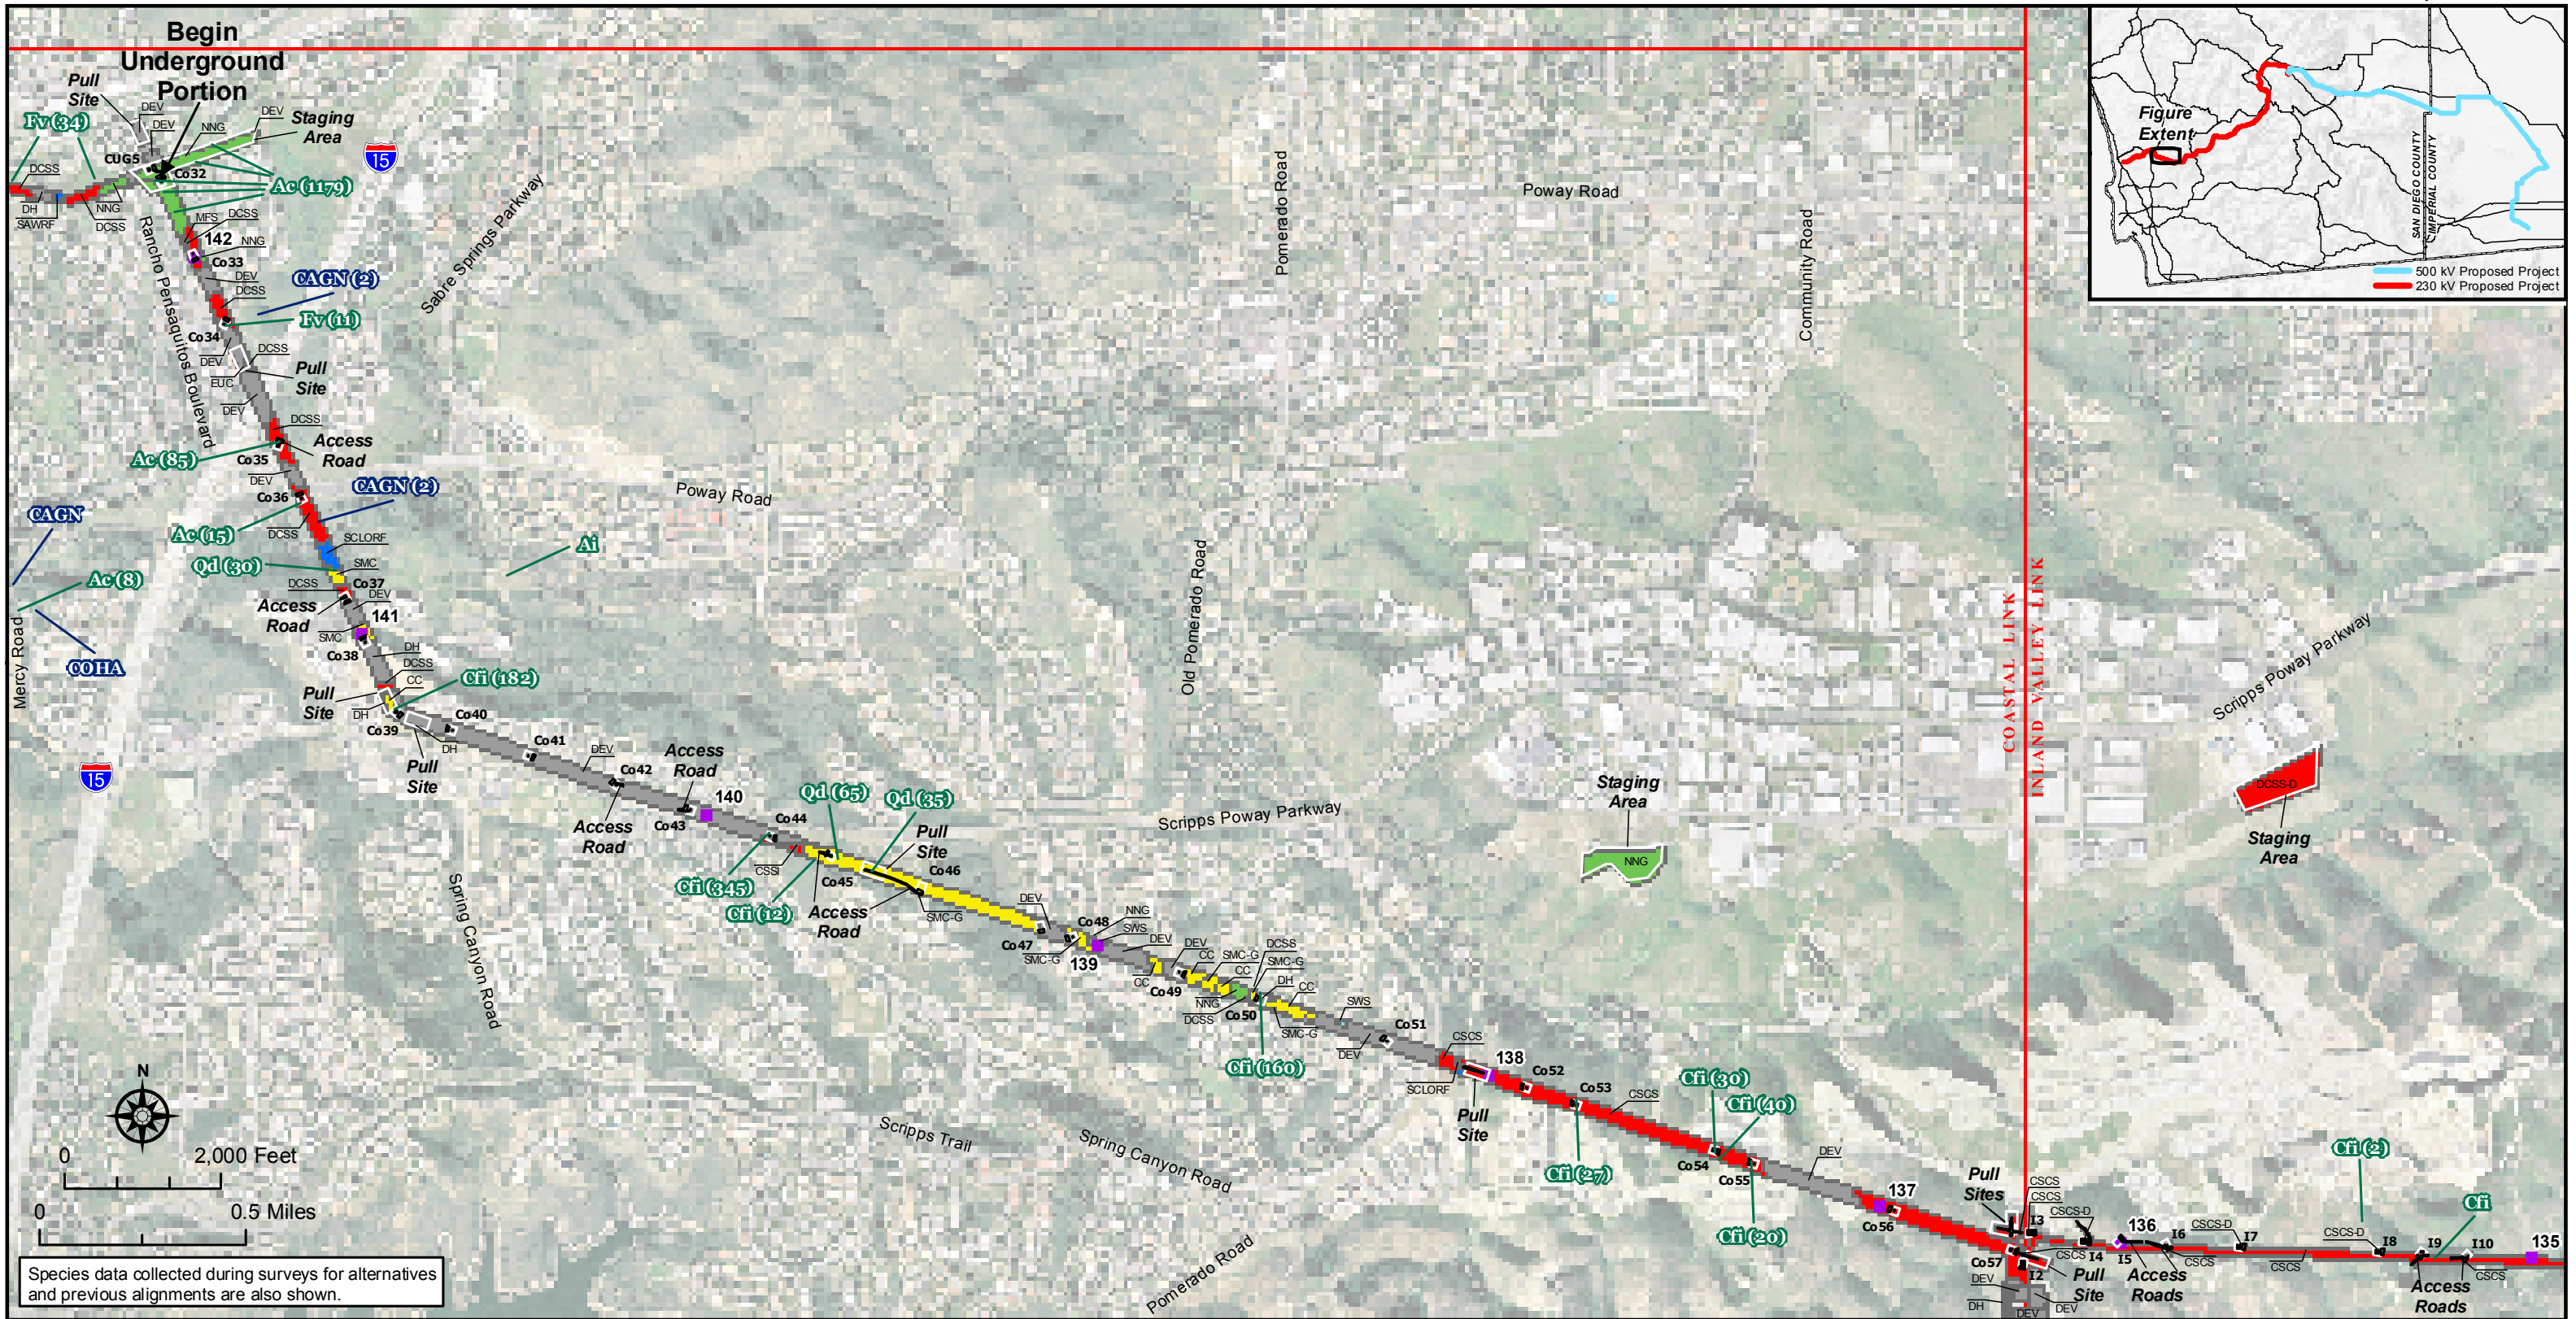 Begin
Underground
Portion
Pull
Site
DEV
DEV
NNG
DEV
Staging
Area
Fv (34)
CUG5
Co32
DCSS
DH
SAWRF
NNG
DCSS
Ac (1179)
15
MFS
DCSS
142
NNG
Co33
DEV
DCSS
CAGN (2)
Fv (11)
Co34
DEV
DCSS
EUC
Pull
Site
DEV
Rancho Pensaquitos Boulevard
Sabre Springs Parkway
DCSS
Access
Road
Ac (85)
Co35
DEV
Co36
CAGN (2)
Ac (15)
DCSS
SCLORF
Qd (30)
SMC
DCSS
Co37
DEV
Access
Road
141
SMC
Co38
DH
DCSS
CC
Cfi (182)
Pull
Site
DH
Co39
CAGN
Ac (8)
COHA
Mercy Road
Ai
Poway Road
Pomerado Road
Poway Road
Community Road
Old Pomerado Road
Co40
DH
Pull
Site
Co41
DEV
Co42
Access
Road
Access
Road
Co43
140
Co44
Qd (65)
Qd (35)
Pull
Site
Co46
CSSI
Co45
Cfi (345)
Cfi (12)
Access
Road
SMC-G
Scripps Poway Parkway
DEV
Co47
Co48
NNG
SWS
SMC-G
139
DEV
DEV
CC
SMC-G
CC
DCSS
SMC-G
DH
CC
CC
Co49
NNG
DCSS
Co50
SMC-G
SWS
Cfi (160)
DEV
Co51
CSCS
SCLORF
138
Pull
Site
Co52
Co53
CSCS
Cfi (27)
Cfi (30)
Cfi (40)
Co54
Co55
Cfi (20)
DEV
137
Co56
Staging
Area
NNG
COASTAL LINK
INLAND VALLEY LINK
Scripps Poway Parkway
DCSS-D
Staging
Area
Pull
Sites
CSCS
CSCS
I3
CSCS-D
CSCS
I4
Co57
I2
Pull
Site
DEV
DH
DEV
DEV
136
I5
I6
CSCS
Access
Roads
CSCS-D
I7
CSCS
CSCS-D
I8
Cfi (2)
Cfi
I9
I10
CSCS
Access
Roads
135
15
Spring Canyon Road
Scripps Trail
Spring Canyon Road
Pomerado Road
N
0 2,000 Feet
0 0.5 Miles
Species data collected during surveys for alternatives
and previous alignments are also shown.
Figure
Extent
SAN DIEGO COUNTY
IMPERIAL COUNTY
500 kV Proposed Project
230 kV Proposed Project